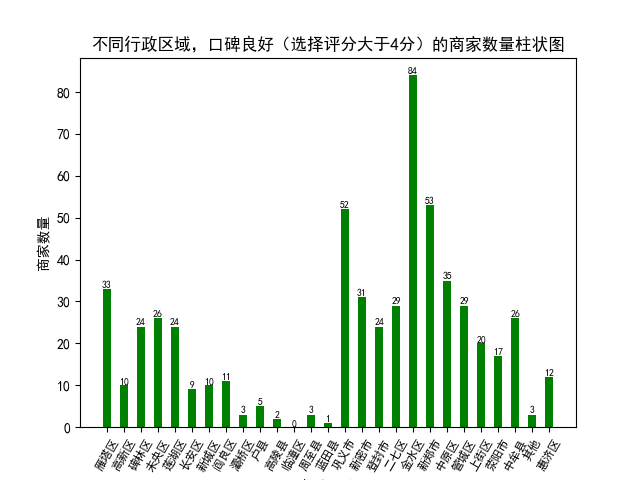 不同行政区域，口碑良好（选择评分大于4分）的商家数量柱状图
商家数量
80
70
60
50
40
30
20
10
0
33
10
24
26
24
9
10
11
3
5
2
0
3
1
52
31
24
29
84
53
35
29
20
17
26
3
12
雁塔区
高新区
碑林区
未央区
莲湖区
长安区
新城区
阎良区
灞桥区
户县
高陵县
临潼区
周至县
蓝田县
巩义市
新密市
登封市
二七区
金水区
新郑市
中原区
管城区
上街区
荥阳市
中牟县
其他
惠济区